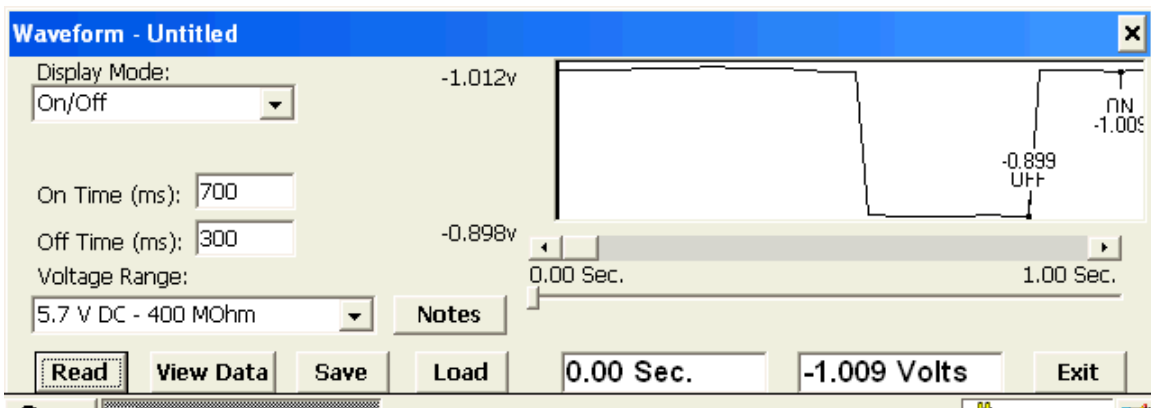 Waveform - Untitled
Display Mode:
On/Off
-1.012v
ON
-1.009
-0.899
OFF
On Time (ms): 700
Off Time (ms): 300
-0.898v
0.00 Sec. 1.00 Sec.
Voltage Range:
5.7 V DC - 400 MOhm
Notes
Read View Data Save Load 0.00 Sec. -1.009 Volts Exit